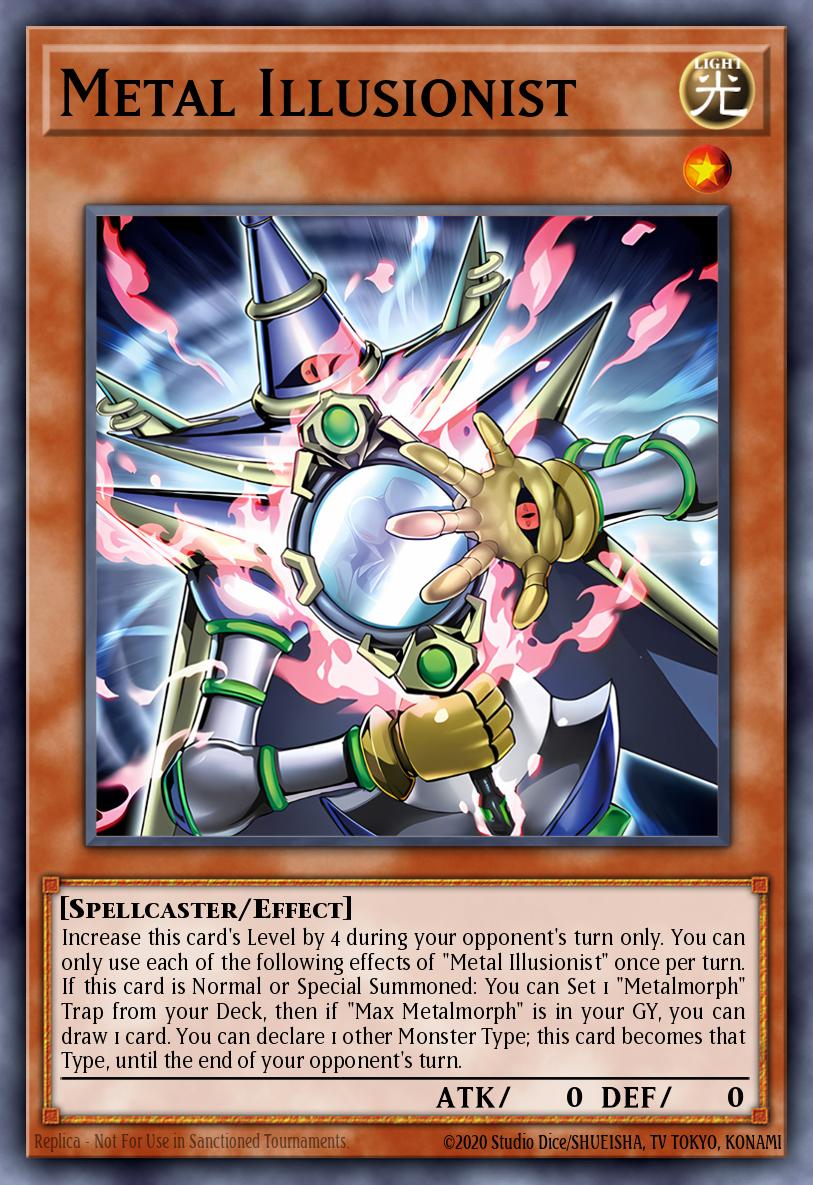 Metal Illusionist
LIGHT
光
[Spellcaster/Effect]
Increase this card's Level by 4 during your opponent's turn only. You can
only use each of the following effects of "Metal Illusionist" once per turn.
If this card is Normal or Special Summoned: You can Set 1 "Metalmorph"
Trap from your Deck, then if "Max Metalmorph" is in your GY, you can
draw 1 card. You can declare 1 other Monster Type; this card becomes that
Type, until the end of your opponent's turn.
ATK/ 0 DEF/ 0
Replica - Not For Use in Sanctioned Tournaments. ©2020 Studio Dice/SHUEISHA, TV TOKYO, KONAMI